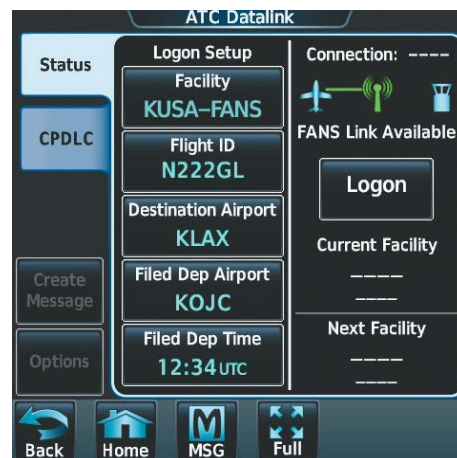 ATC Datalink
Status
CPDLC
Create
Message
Options
Logon Setup
Facility
KUSA–FANS
Flight ID
N222GL
Destination Airport
KLAX
Filed Dep Airport
KOJC
Filed Dep Time
12:34 UTC
Connection: ----
FANS Link Available
Logon
Current Facility
----
----
Next Facility
----
----
Back
Home
M
MSG
Full